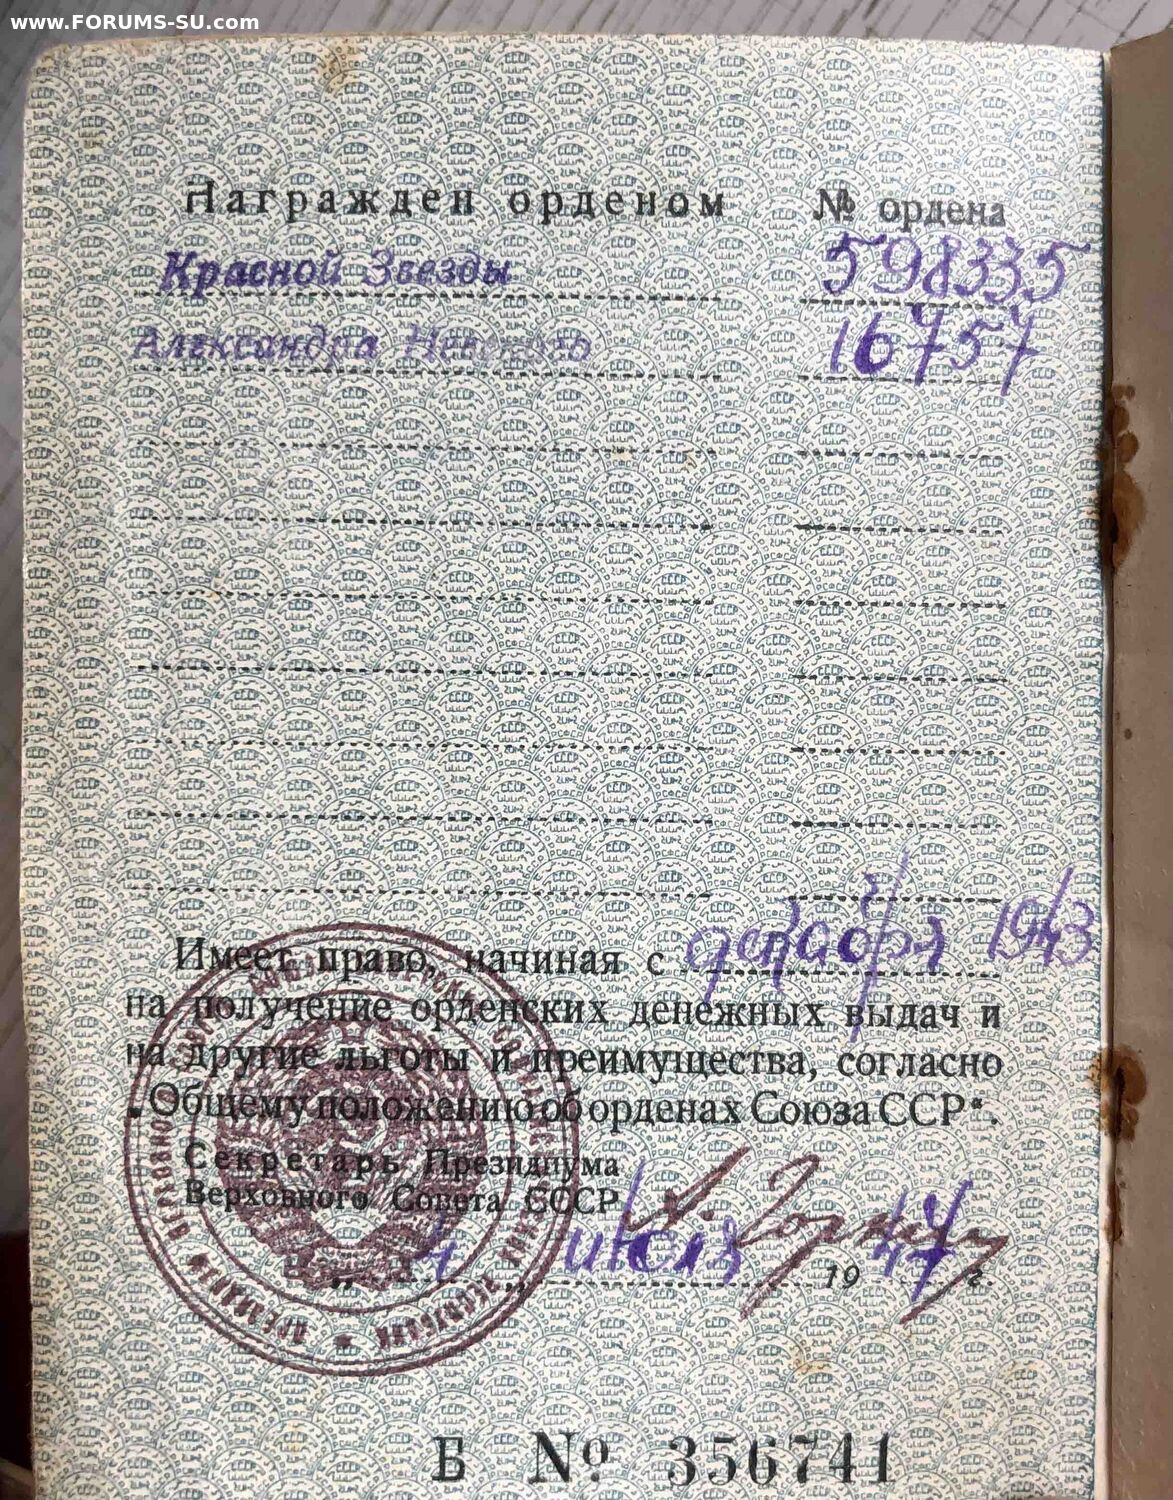 www.FORUMS-SU.com
Награжден орденом № ордена
Красной Звезды 598335
Александра Невского 16757
Имеет право, начиная с декабря 1943
на получение орденских денежных выдач и
на другие льготы и преимущества, согласно
„Общему положению об орденах Союза ССР“.
Секретарь Президиума
Верховного Совета СССР
июля 1947 г.
Б № 356741